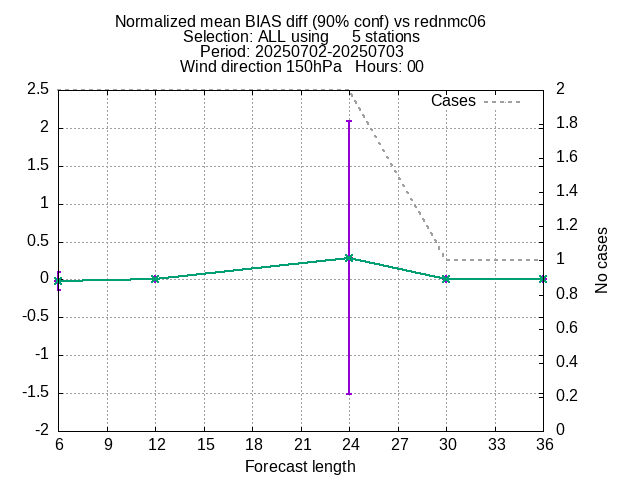 Normalized mean BIAS diff (90% conf) vs rednmc06
Selection: ALL using     5 stations
Period: 20250702-20250703
Wind direction 150hPa   Hours: 00
Cases
2.5
2
1.5
1
0.5
0
-0.5
-1
-1.5
-2
2
1.8
1.6
1.4
1.2
1
0.8
0.6
0.4
0.2
0
No cases
6 9 12 15 18 21 24 27 30 33 36
Forecast length